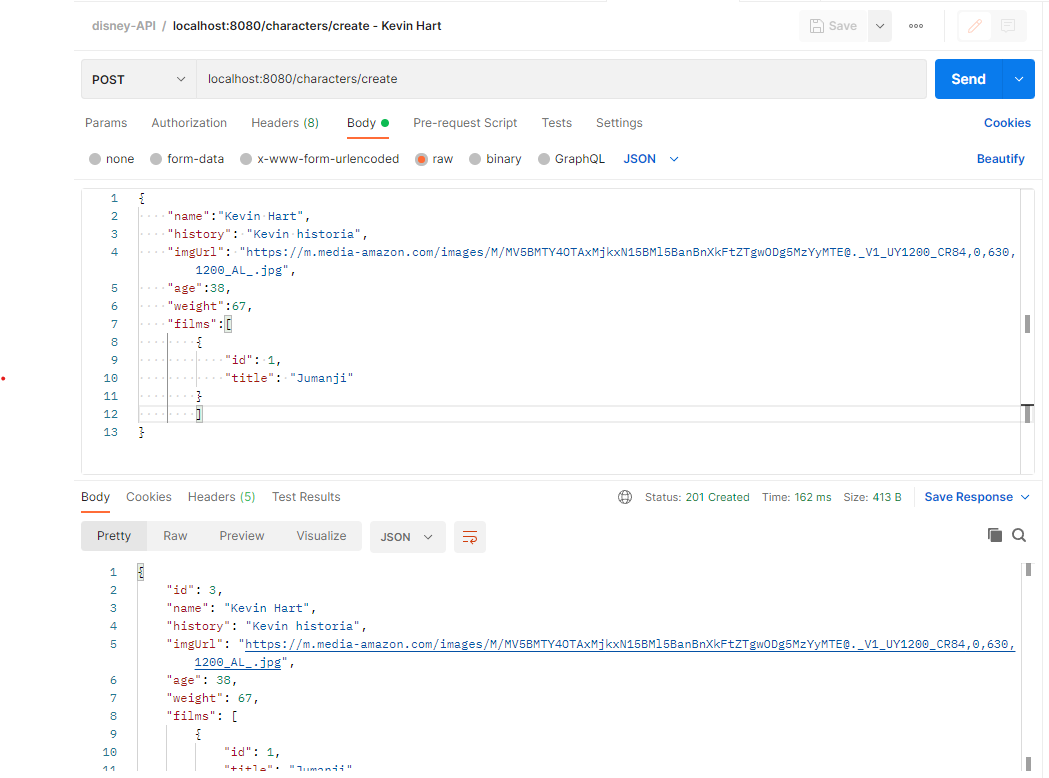 disney-API / localhost:8080/characters/create - Kevin Hart Save
POST localhost:8080/characters/create Send
Params Authorization Headers (8) Body Pre-request Script Tests Settings Cookies
none form-data x-www-form-urlencoded raw binary GraphQL JSON Beautify
1 {
2 "name":"Kevin Hart",
3 "history": "Kevin historia",
4 "imgUrl": "https://m.media-amazon.com/images/M/MV5BMTY4OTAxMjkxN15BMl5BanBnXkFtZTgwODg5MzYyMTE@._V1_UY1200_CR84,0,630,
1200_AL_.jpg",
5 "age":38,
6 "weight":67,
7 "films":[
8 {
9 "id": 1,
10 "title": "Jumanji"
11 }
12 ]
13 }
Body Cookies Headers (5) Test Results Status: 201 Created Time: 162 ms Size: 413 B Save Response
Pretty Raw Preview Visualize JSON
1 {
2 "id": 3,
3 "name": "Kevin Hart",
4 "history": "Kevin historia",
5 "imgUrl": "https://m.media-amazon.com/images/M/MV5BMTY4OTAxMjkxN15BMl5BanBnXkFtZTgwODg5MzYyMTE@._V1_UY1200_CR84,0,630,
1200_AL_.jpg",
6 "age": 38,
7 "weight": 67,
8 "films": [
9 {
10 "id": 1,
11 "title": "Jumanji"